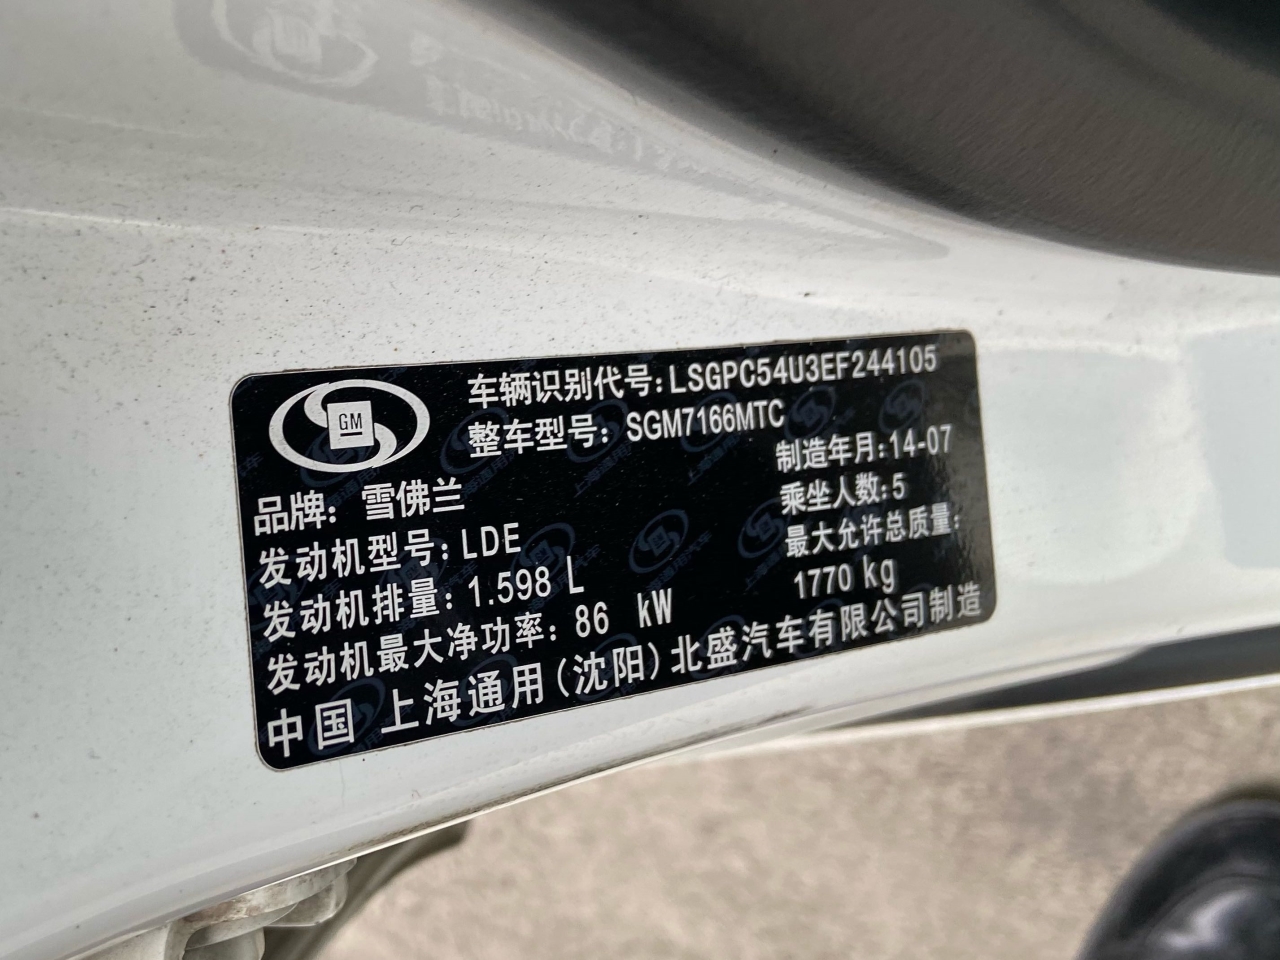 GM
车辆识别代号:LSGPC54U3EF244105
整车型号: SGM7166MTC
制造年月:14-07
品牌: 雪佛兰
乘坐人数:5
发动机型号:LDE
最大允许总质量:
1770 kg
发动机排量: 1.598 L
发动机最大净功率: 86 kW
中国 上海通用(沈阳)北盛汽车有限公司制造